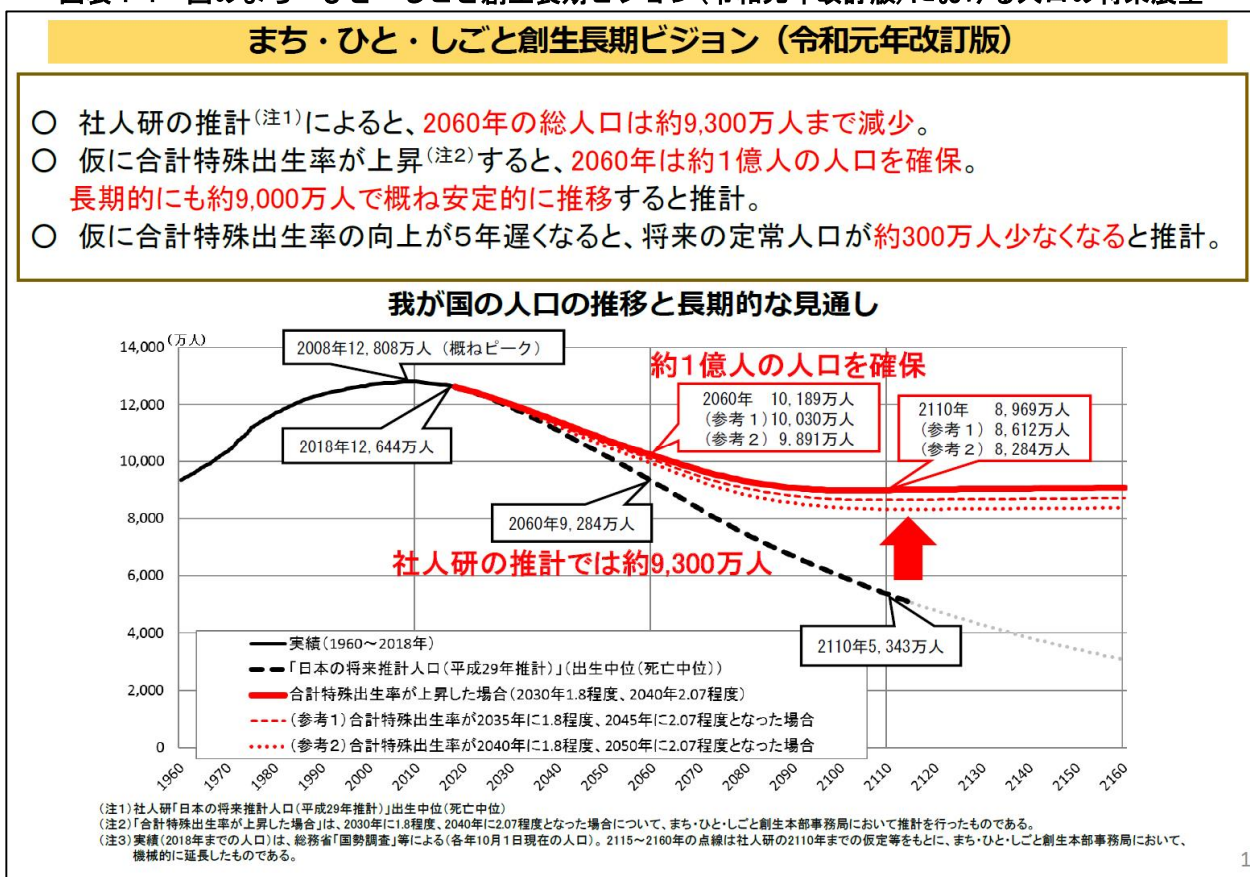 まち・ひと・しごと創生長期ビジョン（令和元年改訂版）
○ 社人研の推計(注1)によると、2060年の総人口は約9,300万人まで減少。
○ 仮に合計特殊出生率が上昇(注2)すると、2060年は約１億人の人口を確保。
長期的にも約9,000万人で概ね安定的に推移すると推計。
○ 仮に合計特殊出生率の向上が５年遅くなると、将来の定常人口が約300万人少なくなると推計。
我が国の人口の推移と長期的な見通し
(万人)
14,000
12,000
10,000
8,000
6,000
4,000
2,000
0
2008年12,808万人（概ねピーク）
2018年12,644万人
約１億人の人口を確保
2060年 10,189万人
(参考１)10,030万人
(参考２) 9,891万人
2110年 8,969万人
(参考１) 8,612万人
(参考２) 8,284万人
2060年9,284万人
社人研の推計では約9,300万人
2110年5,343万人
実績(1960～2018年)
「日本の将来推計人口(平成29年推計)」(出生中位(死亡中位))
合計特殊出生率が上昇した場合(2030年1.8程度、2040年2.07程度)
(参考１)合計特殊出生率が2035年に1.8程度、2045年に2.07程度となった場合
(参考２)合計特殊出生率が2040年に1.8程度、2050年に2.07程度となった場合
1960 1970 1980 1990 2000 2010 2020 2030 2040 2050 2060 2070 2080 2090 2100 2110 2120 2130 2140 2150 2160
(注1)社人研「日本の将来推計人口(平成29年推計)」出生中位(死亡中位)
(注2)「合計特殊出生率が上昇した場合」は、2030年に1.8程度、2040年に2.07程度となった場合について、まち・ひと・しごと創生本部事務局において推計を行ったものである。
(注3)実績(2018年までの人口)は、総務省「国勢調査」等による(各年10月1日現在の人口)。2115～2160年の点線は社人研の2110年までの仮定等をもとに、まち・ひと・しごと創生本部事務局において、
機械的に延長したものである。
1